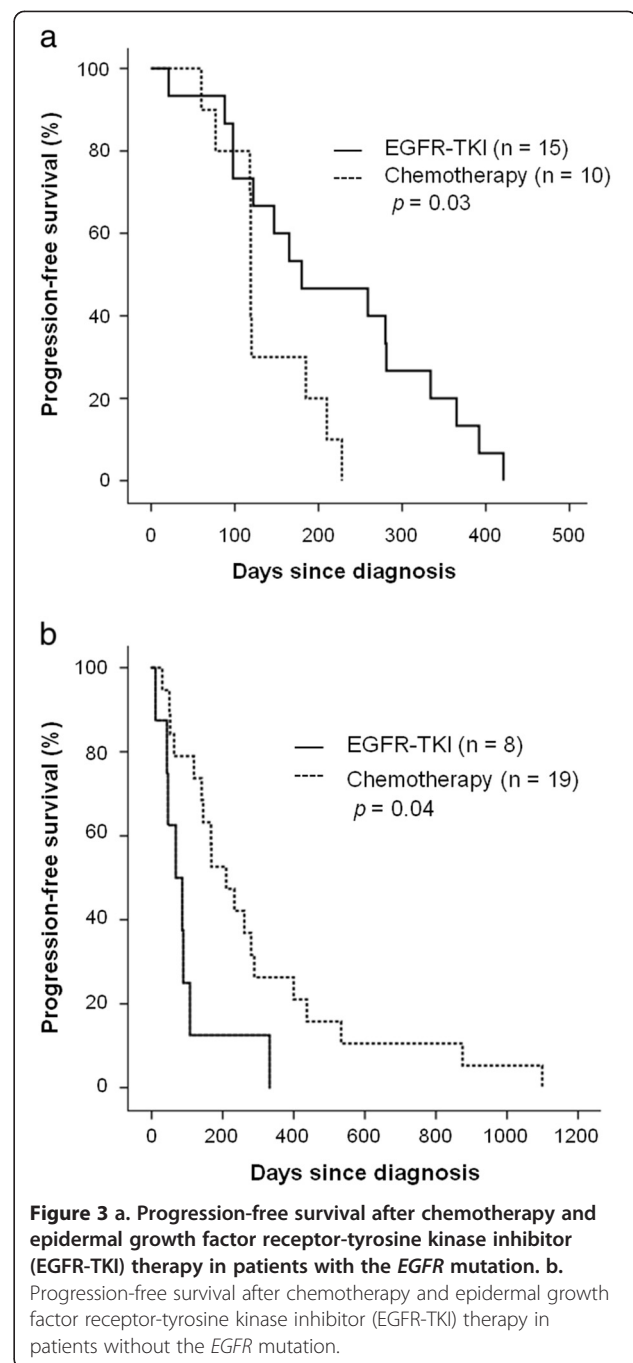 a
100
80
60
40
20
0
Progression-free survival (%)
EGFR-TKI (n = 15)
Chemotherapy (n = 10)
p = 0.03
0 100 200 300 400 500
Days since diagnosis
b
100
80
60
40
20
0
Progression-free survival (%)
EGFR-TKI (n = 8)
Chemotherapy (n = 19)
p = 0.04
0 200 400 600 800 1000 1200
Days since diagnosis
Figure 3 a. Progression-free survival after chemotherapy and
epidermal growth factor receptor-tyrosine kinase inhibitor
(EGFR-TKI) therapy in patients with the EGFR mutation. b.
Progression-free survival after chemotherapy and epidermal growth
factor receptor-tyrosine kinase inhibitor (EGFR-TKI) therapy in
patients without the EGFR mutation.